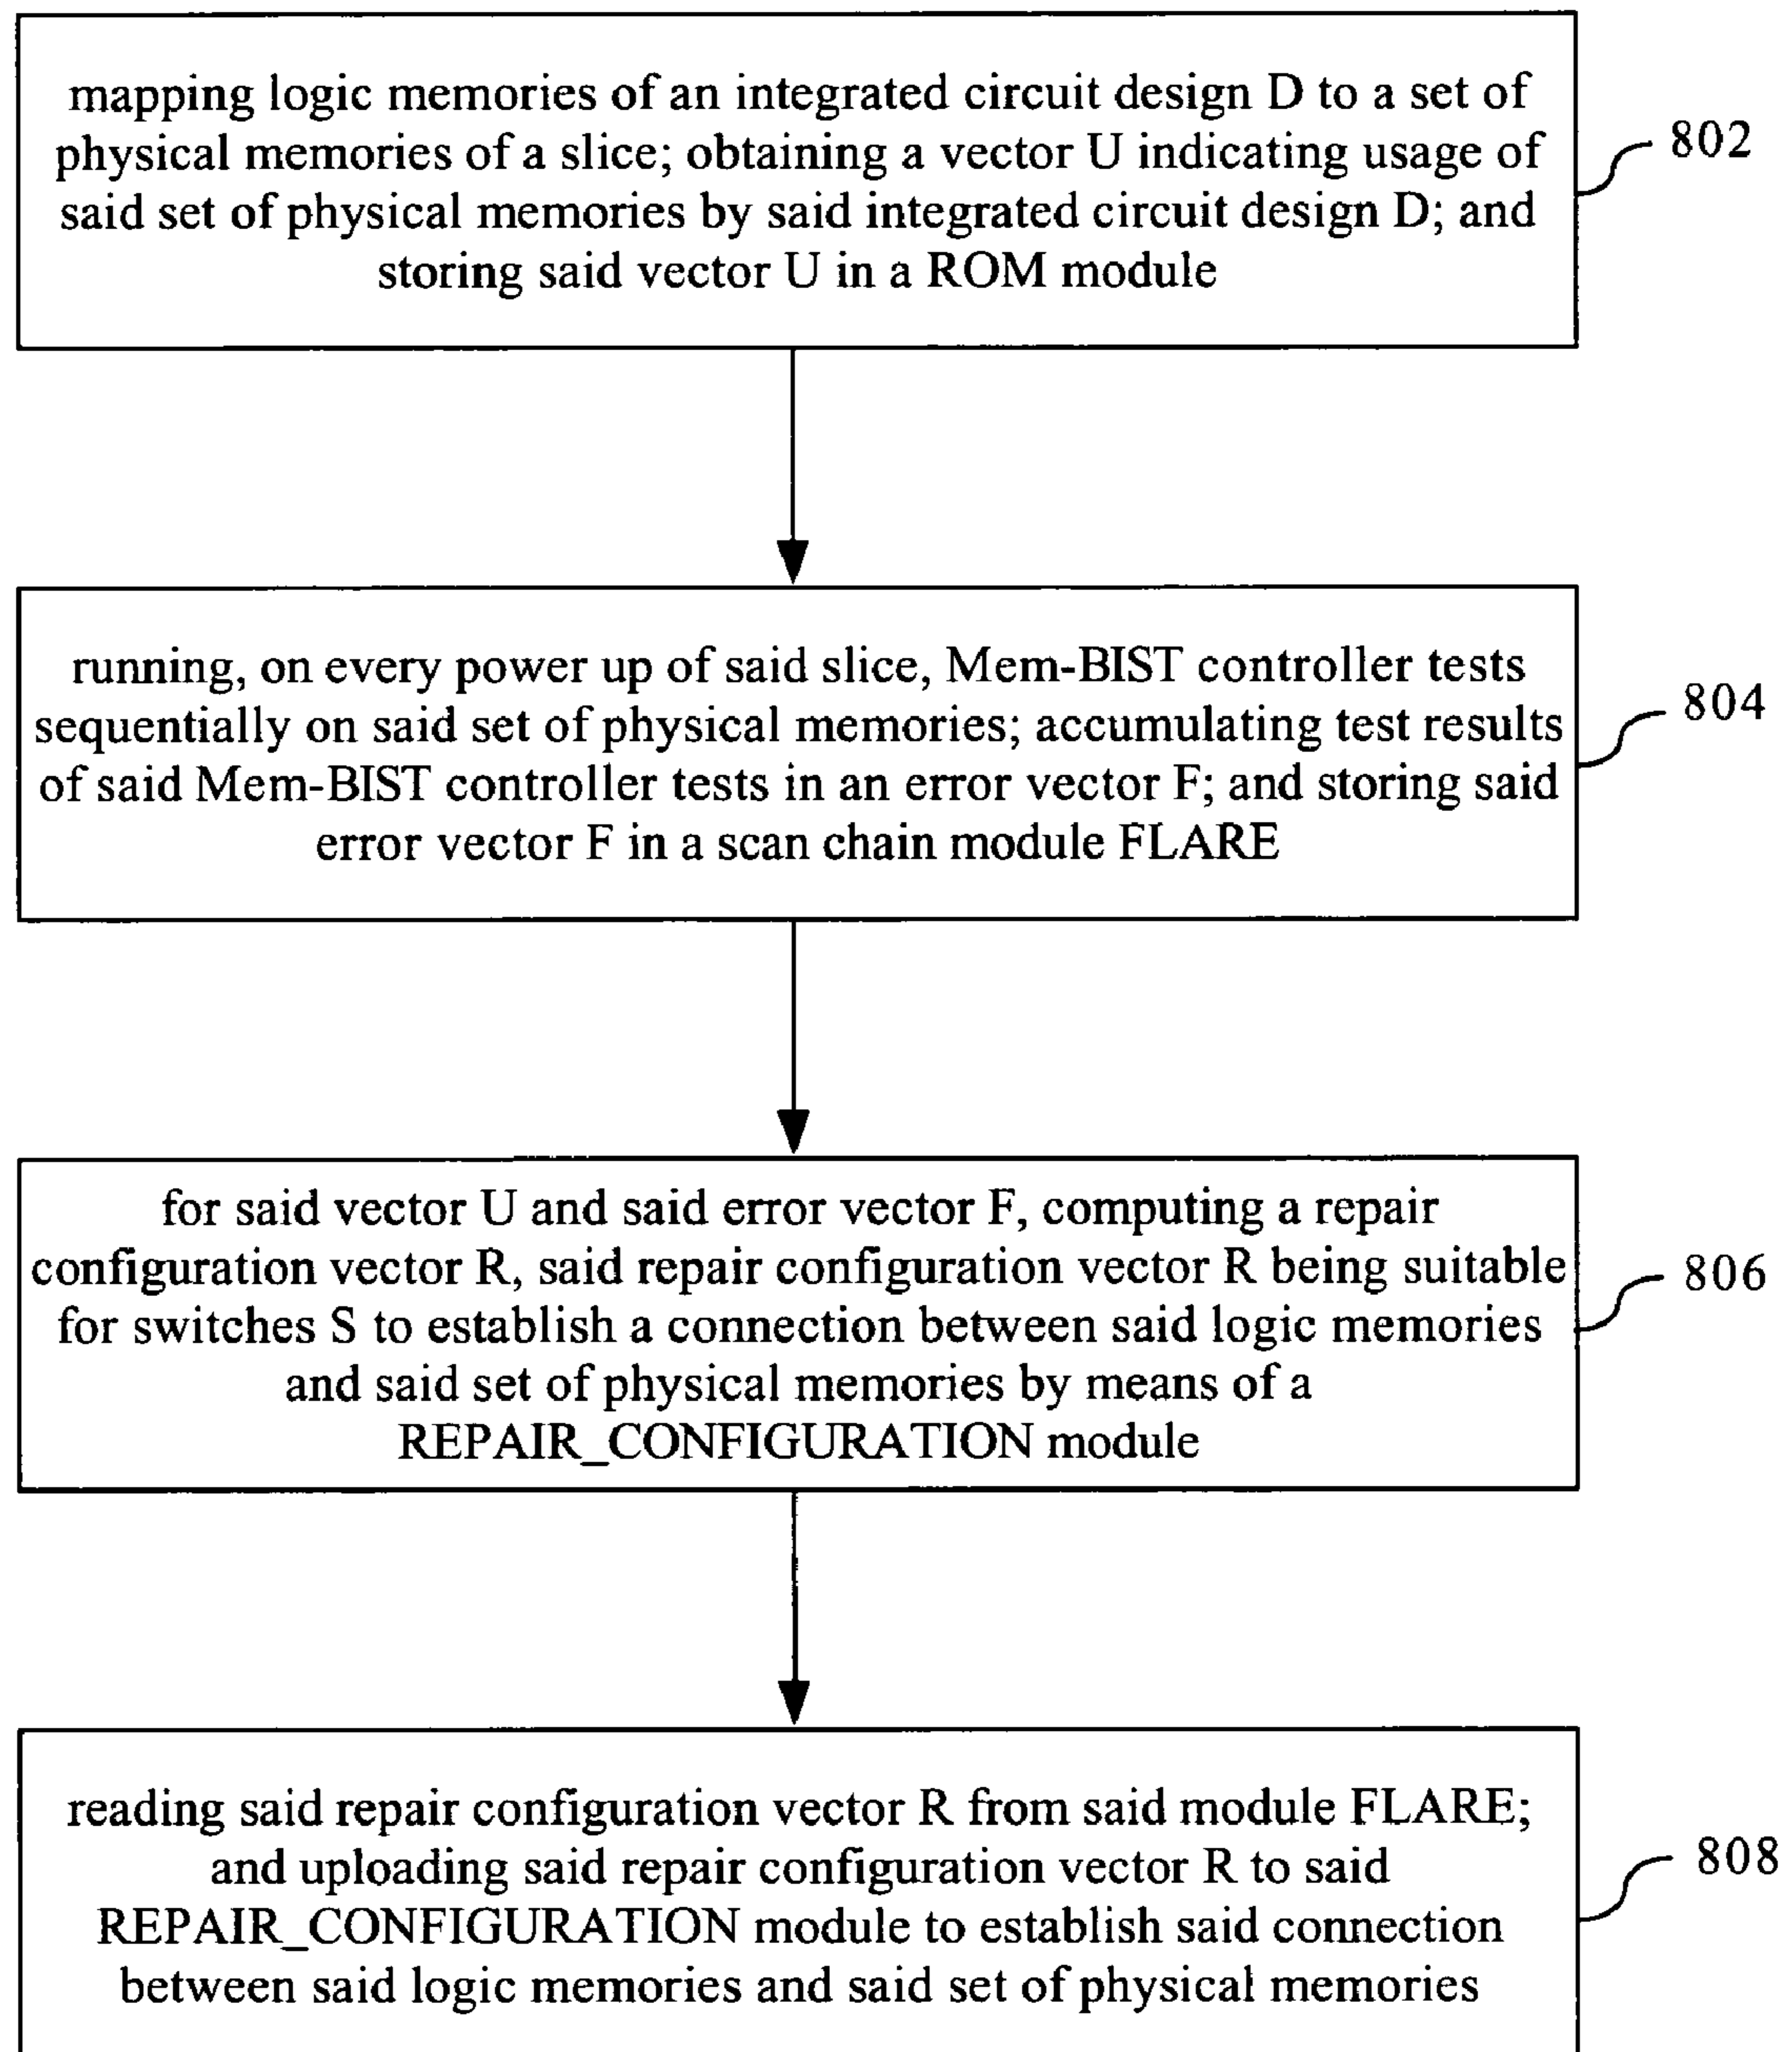 mapping logic memories of an integrated circuit design D to a set of
physical memories of a slice; obtaining a vector U indicating usage of
said set of physical memories by said integrated circuit design D; and
storing said vector U in a ROM module
802
running, on every power up of said slice, Mem-BIST controller tests
sequentially on said set of physical memories; accumulating test results
of said Mem-BIST controller tests in an error vector F; and storing said
error vector F in a scan chain module FLARE
804
for said vector U and said error vector F, computing a repair
configuration vector R, said repair configuration vector R being suitable
for switches S to establish a connection between said logic memories
and said set of physical memories by means of a
REPAIR_CONFIGURATION module
806
reading said repair configuration vector R from said module FLARE;
and uploading said repair configuration vector R to said
REPAIR_CONFIGURATION module to establish said connection
between said logic memories and said set of physical memories
808